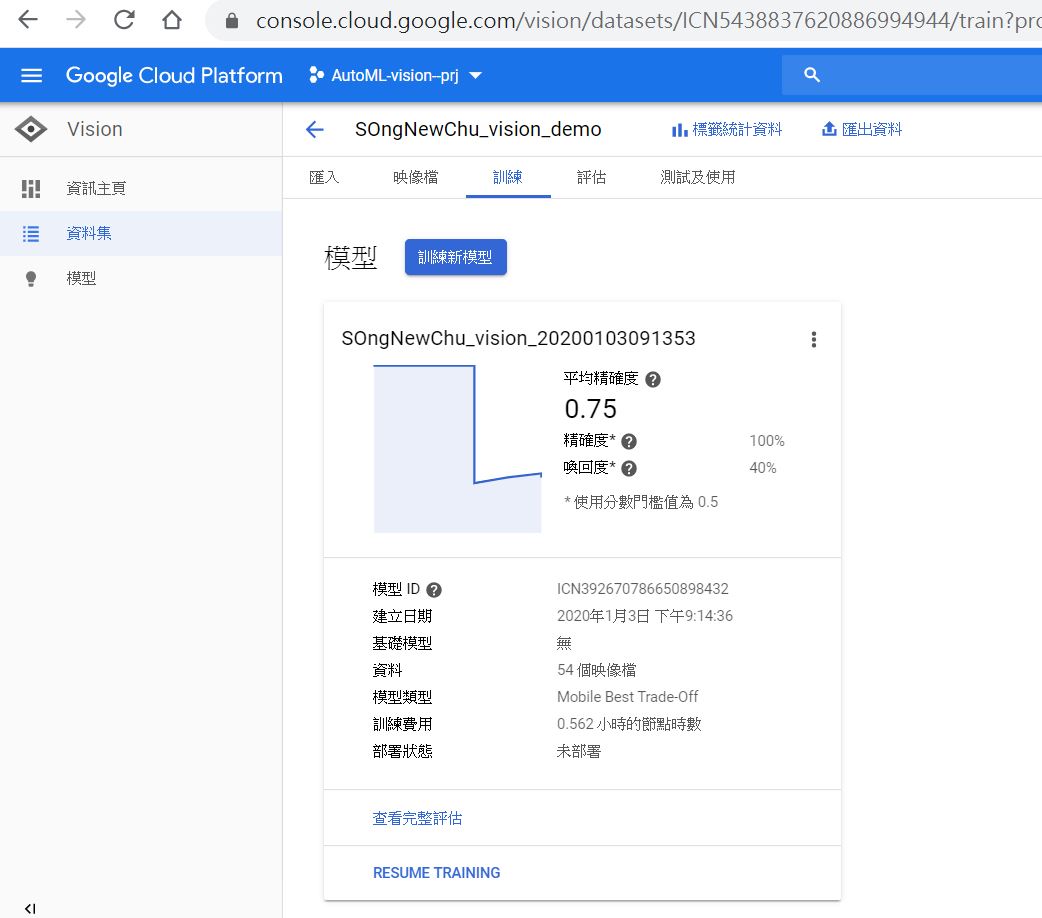 console.cloud.google.com/vision/datasets/ICN5438837620886994944/train?pro
Google Cloud Platform AutoML-vision--prj
Vision
SOngNewChu_vision_demo 標籤統計資料 匯出資料
資訊主頁
資料集
模型
匯入 映像檔 訓練 評估 測試及使用
模型 訓練新模型
SOngNewChu_vision_20200103091353
平均精確度
0.75
精確度* 100%
喚回度* 40%
* 使用分數門檻值為 0.5
模型 ID ICN392670786650898432
建立日期 2020年1月3日 下午9:14:36
基礎模型 無
資料 54 個映像檔
模型類型 Mobile Best Trade-Off
訓練費用 0.562 小時的節點時數
部署狀態 未部署
查看完整評估
RESUME TRAINING